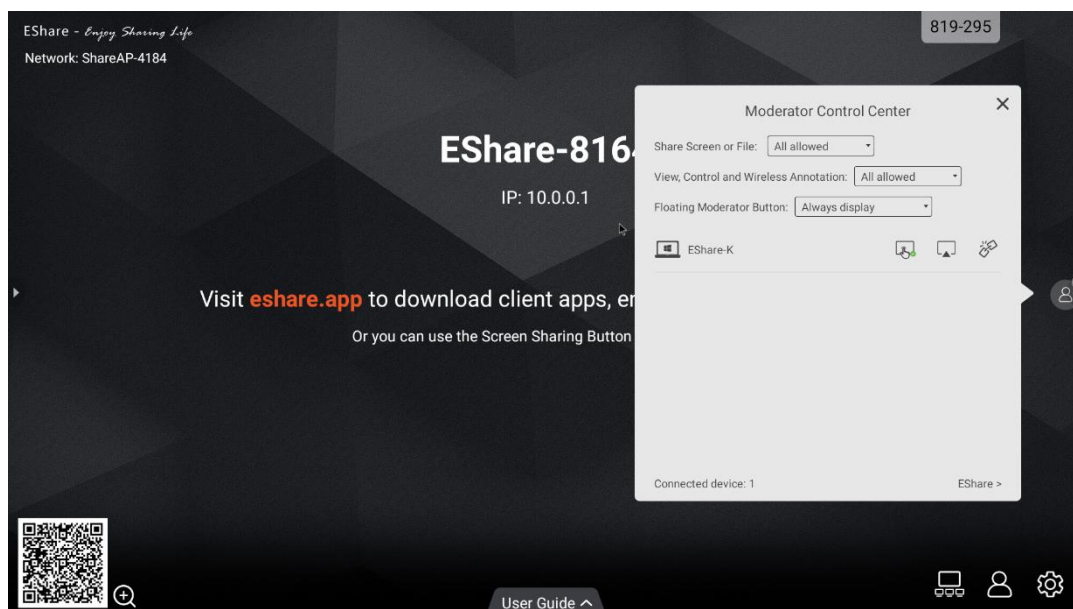 EShare - Enjoy Sharing Life
819-295
Network: ShareAP-4184
Moderator Control Center
Share Screen or File: All allowed
View, Control and Wireless Annotation: All allowed
Floating Moderator Button: Always display
EShare-K
Connected device: 1 EShare >
EShare-816
IP: 10.0.0.1
Visit eshare.app to download client apps,
Or you can use the Screen Sharing Button
User Guide